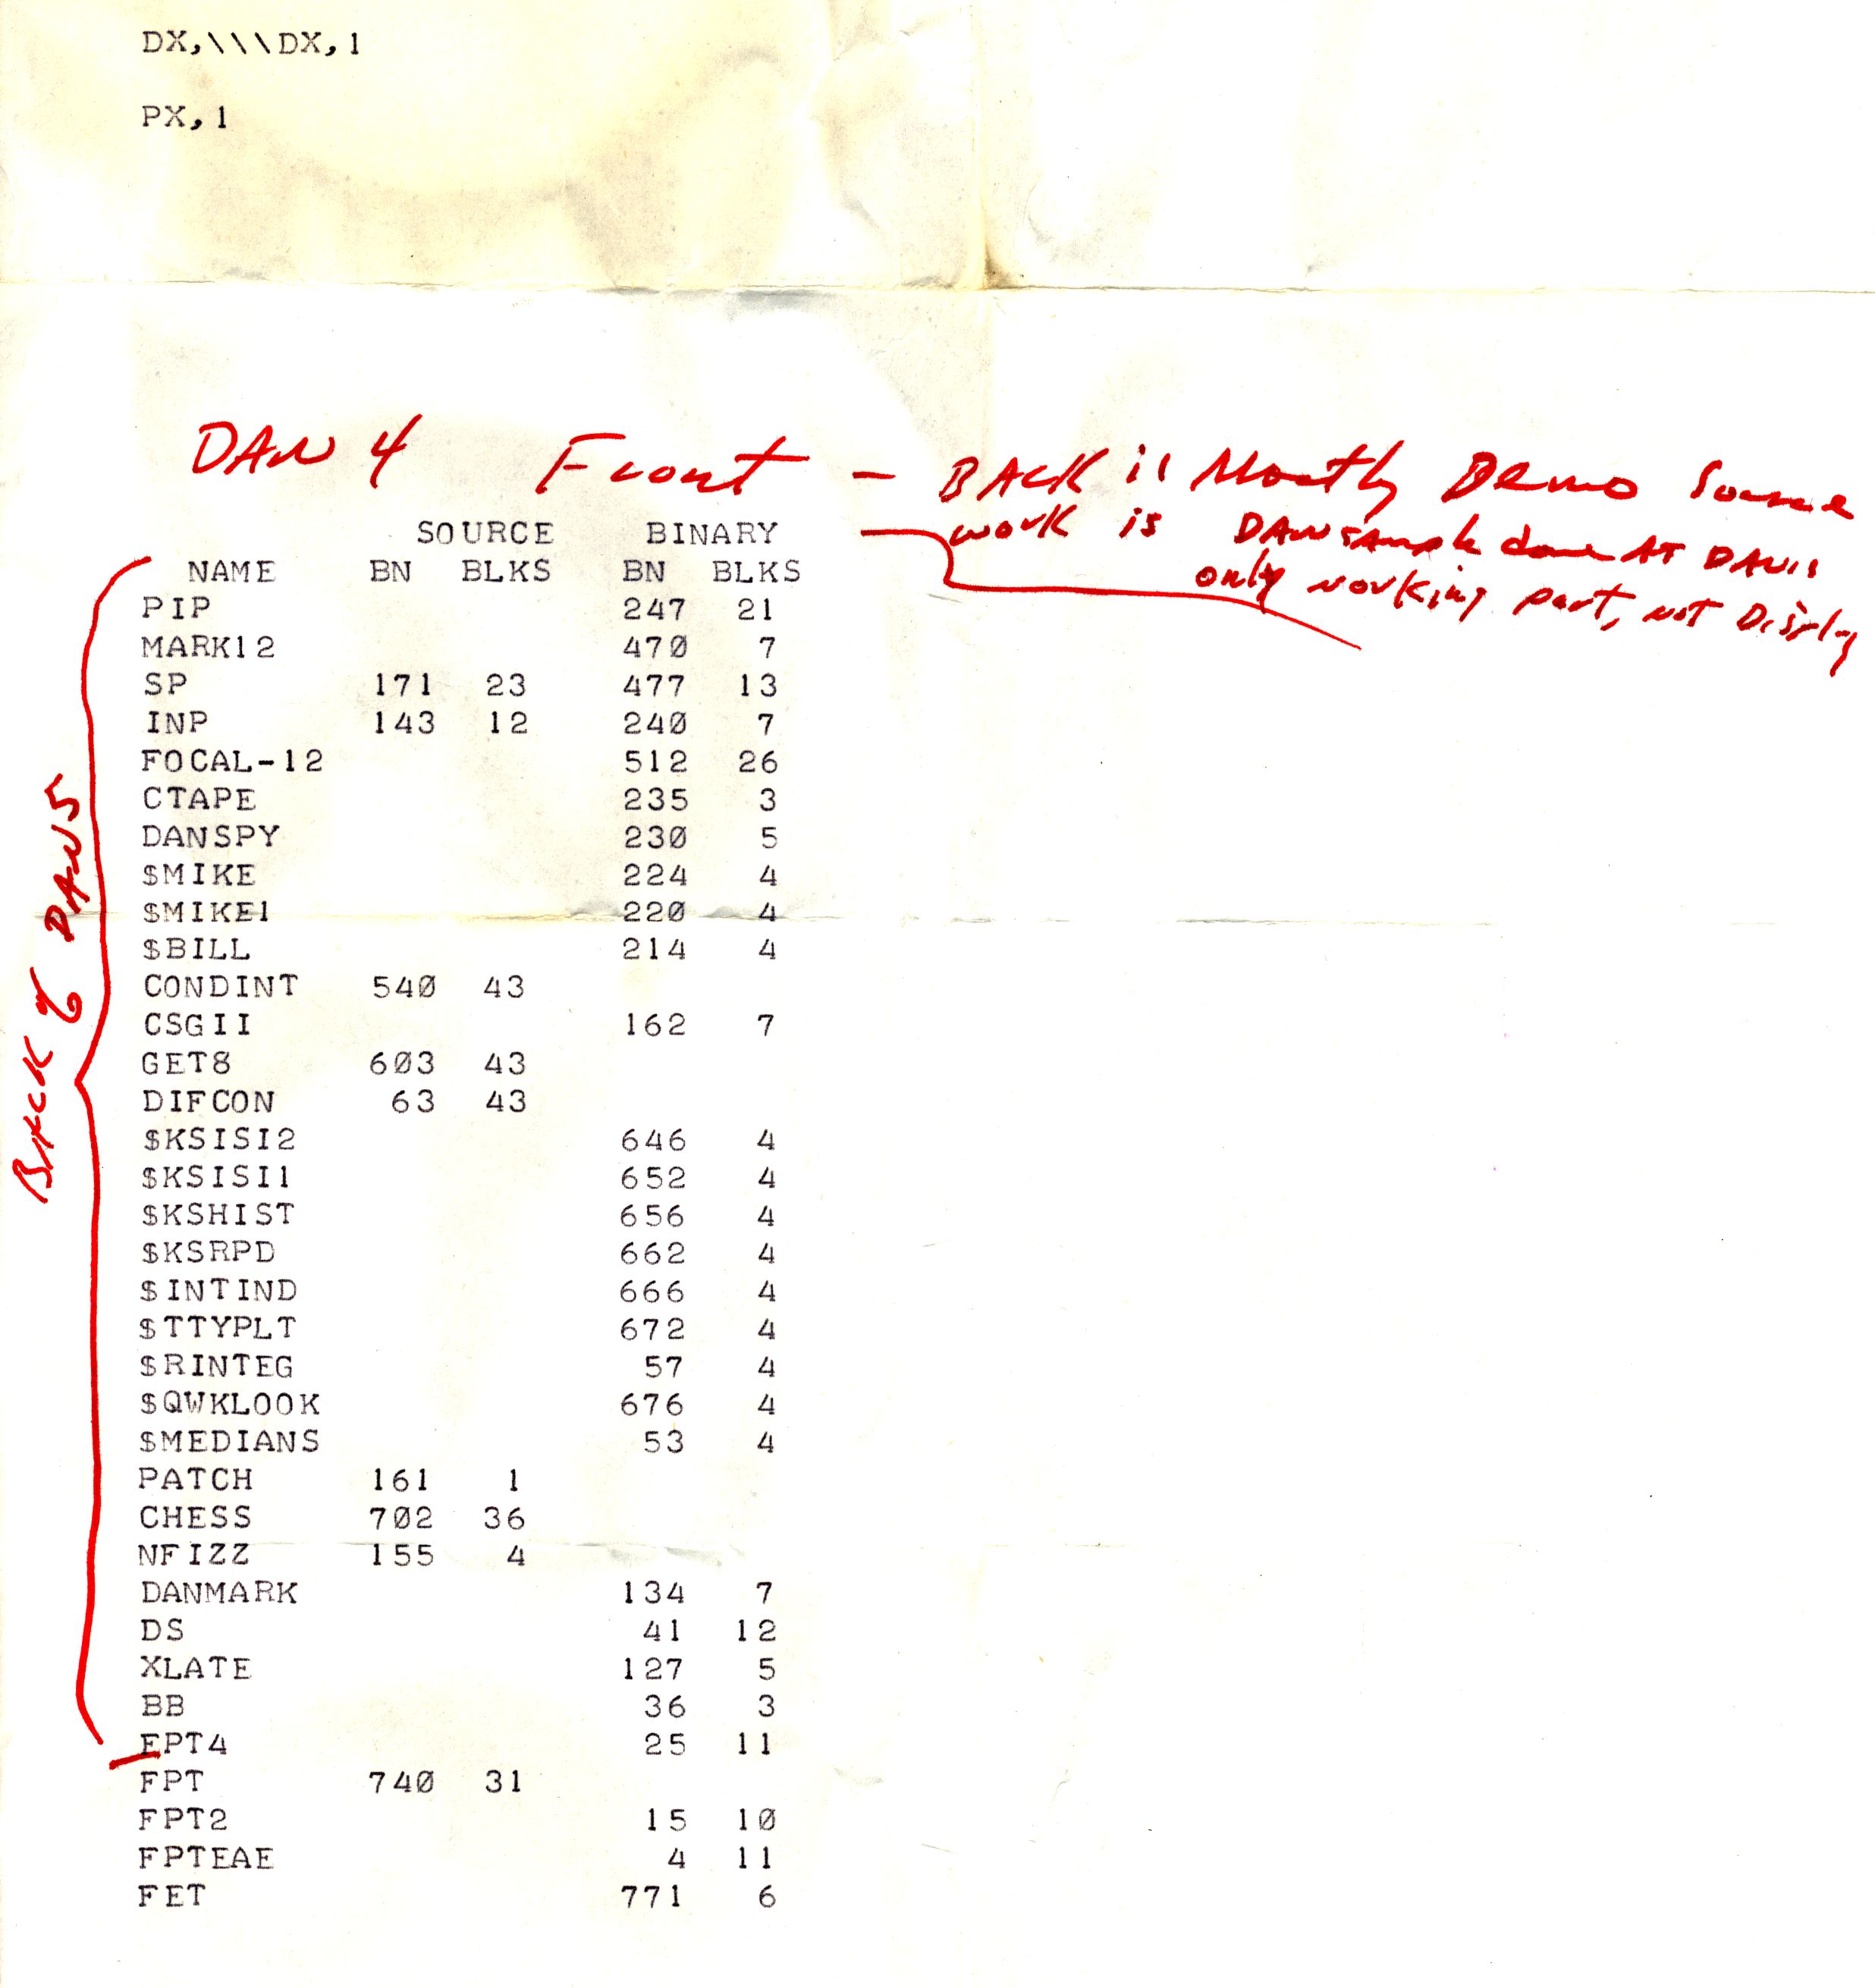 DX,\\\DX,1
PX,1
DAN 4 Front - BACK is Mostly Demo Some
work is DANSAMPLE done AT DAVIS
only working part, not Display
SOURCE BINARY
NAME BN BLKS BN BLKS
PIP 247 21
MARK12 470 7
SP 171 23 477 13
INP 143 12 240 7
FOCAL-12 512 26
CTAPE 235 3
DANSPY 230 5
$MIKE 224 4
$MIKE1 220 4
$BILL 214 4
CONDINT 540 43
CSGII 162 7
GET8 603 43
DIFCON 63 43
$KSISI2 646 4
$KSISI1 652 4
$KSHIST 656 4
$KSRPD 662 4
$INTIND 666 4
$TTYPLT 672 4
$RINTEG 57 4
$QWKLOOK 676 4
$MEDIANS 53 4
PATCH 161 1
CHESS 702 36
NFIZZ 155 4
DANMARK 134 7
DS 41 12
XLATE 127 5
BB 36 3
FPT4 25 11
FPT 740 31
FPT2 15 10
FPTEAE 4 11
FET 771 6
BACK of DAN5